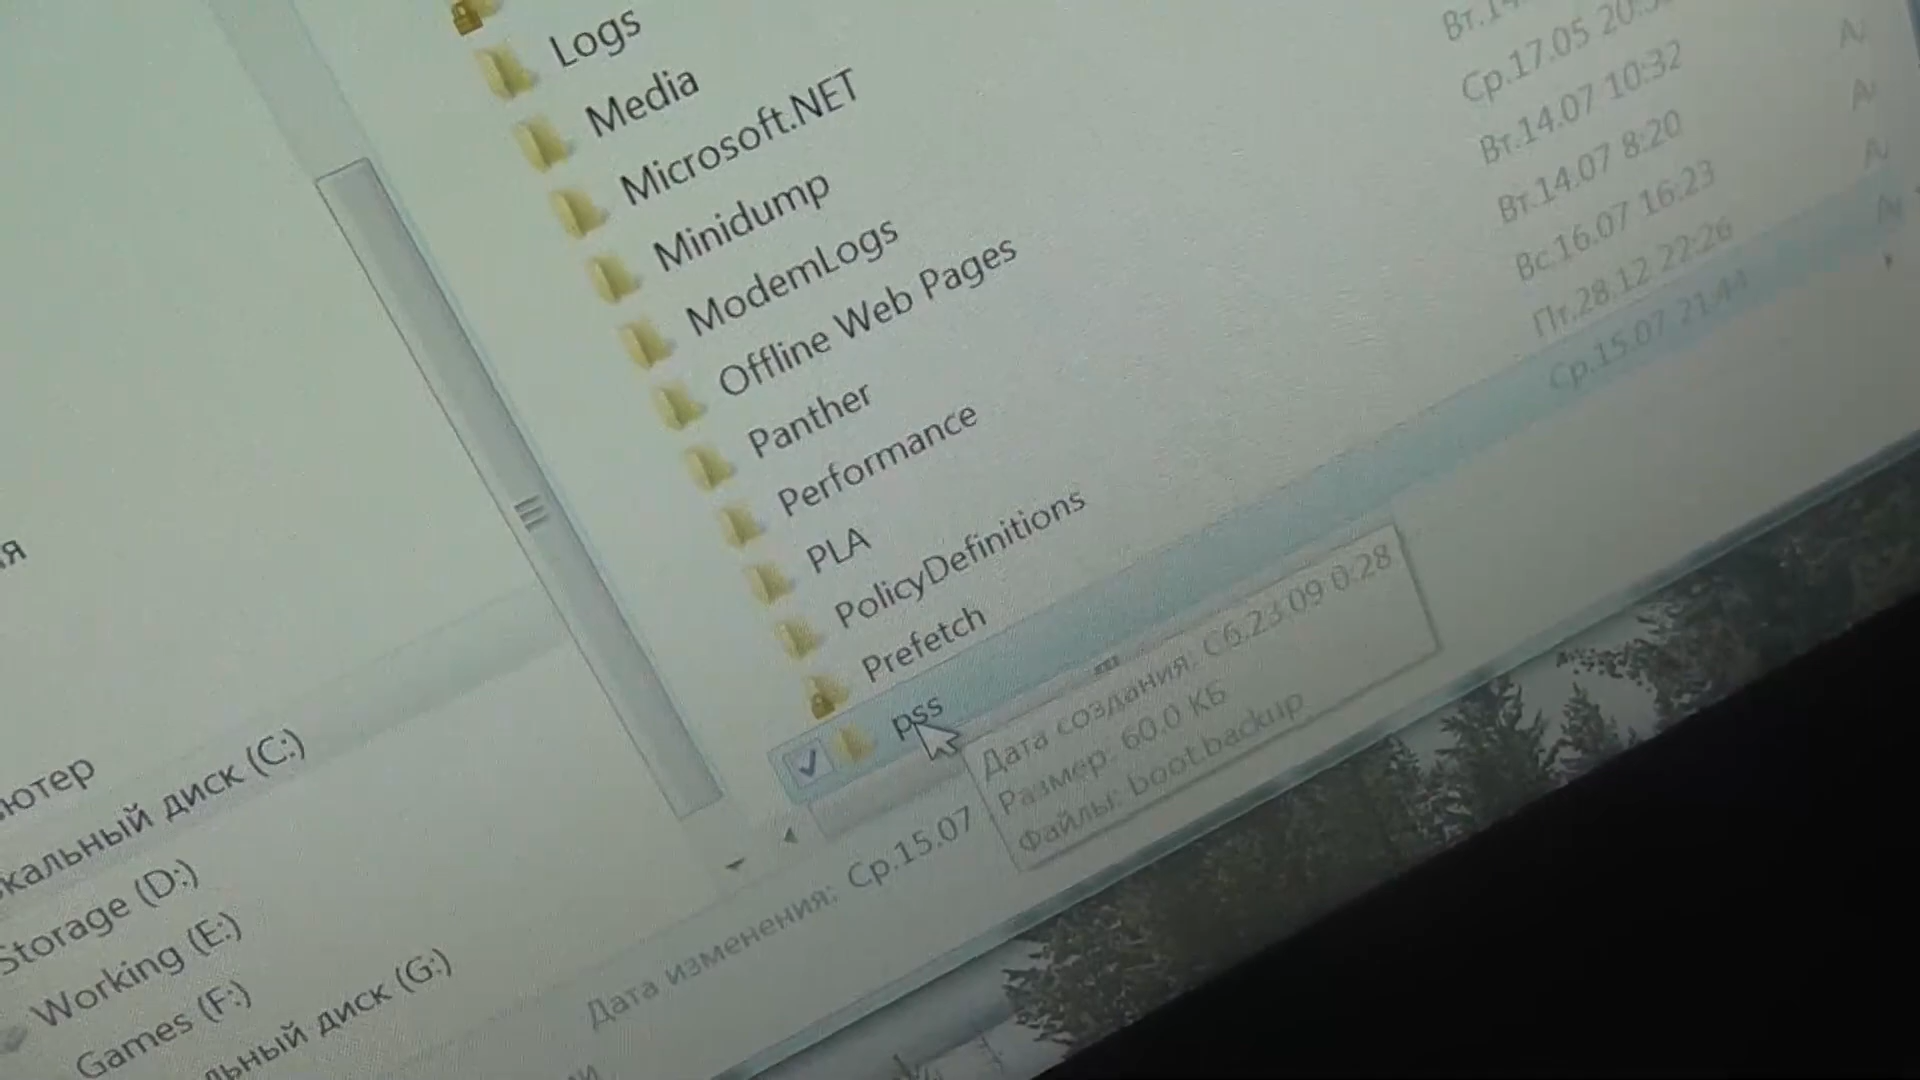 Logs
Media
Microsoft.NET
Minidump
ModemLogs
Offline Web Pages
Panther
Performance
PLA
PolicyDefinitions
Prefetch
pss
Вт.14
Ср.17.05
Вт.14.07 10:32
Вт.14.07 8:20
Вс.16.07 16:23
Пт.28.12 22:26
Ср.15.07 21:44
Дата создания: Сб.23.09 0:28
Размер: 60.0 КБ
Файлы: boot.backup
я
ютер
кальный диск (C:)
Storage (D:)
Working (E:)
Games (F:)
льный диск (G:)
Дата изменения: Ср.15.07